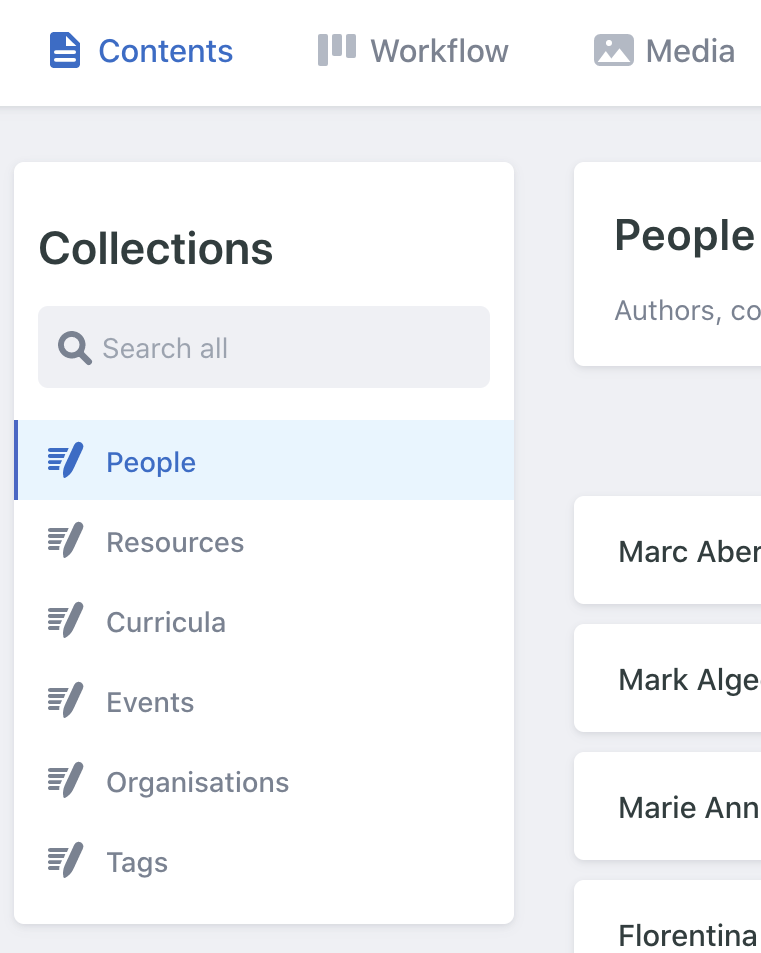 Contents Workflow Media
Collections
Search all
People
Resources
Curricula
Events
Organisations
Tags
People
Authors, co
Marc Aber
Mark Alge
Marie Ann
Florentina